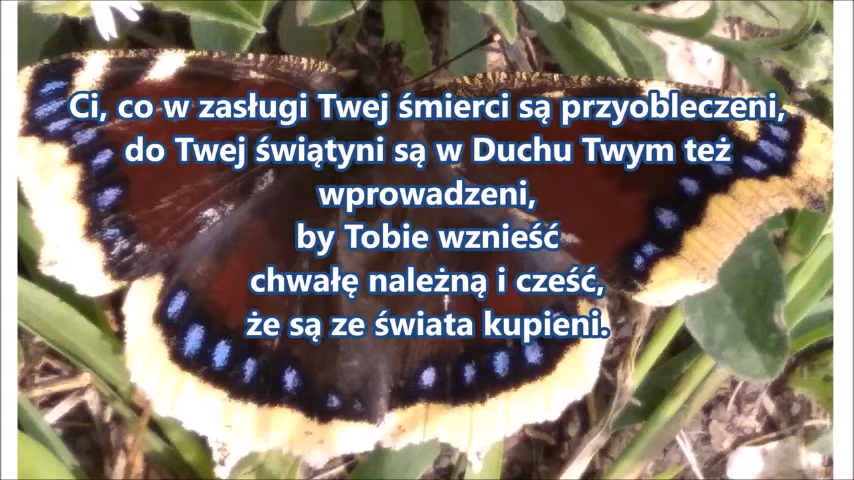 Ci, co w zasługi Twej śmierci są przyobleczeni,
do Twej świątyni są w Duchu Twym też
wprowadzeni,
by Tobie wznieść
chwałę należną i cześć,
że są ze świata kupieni.